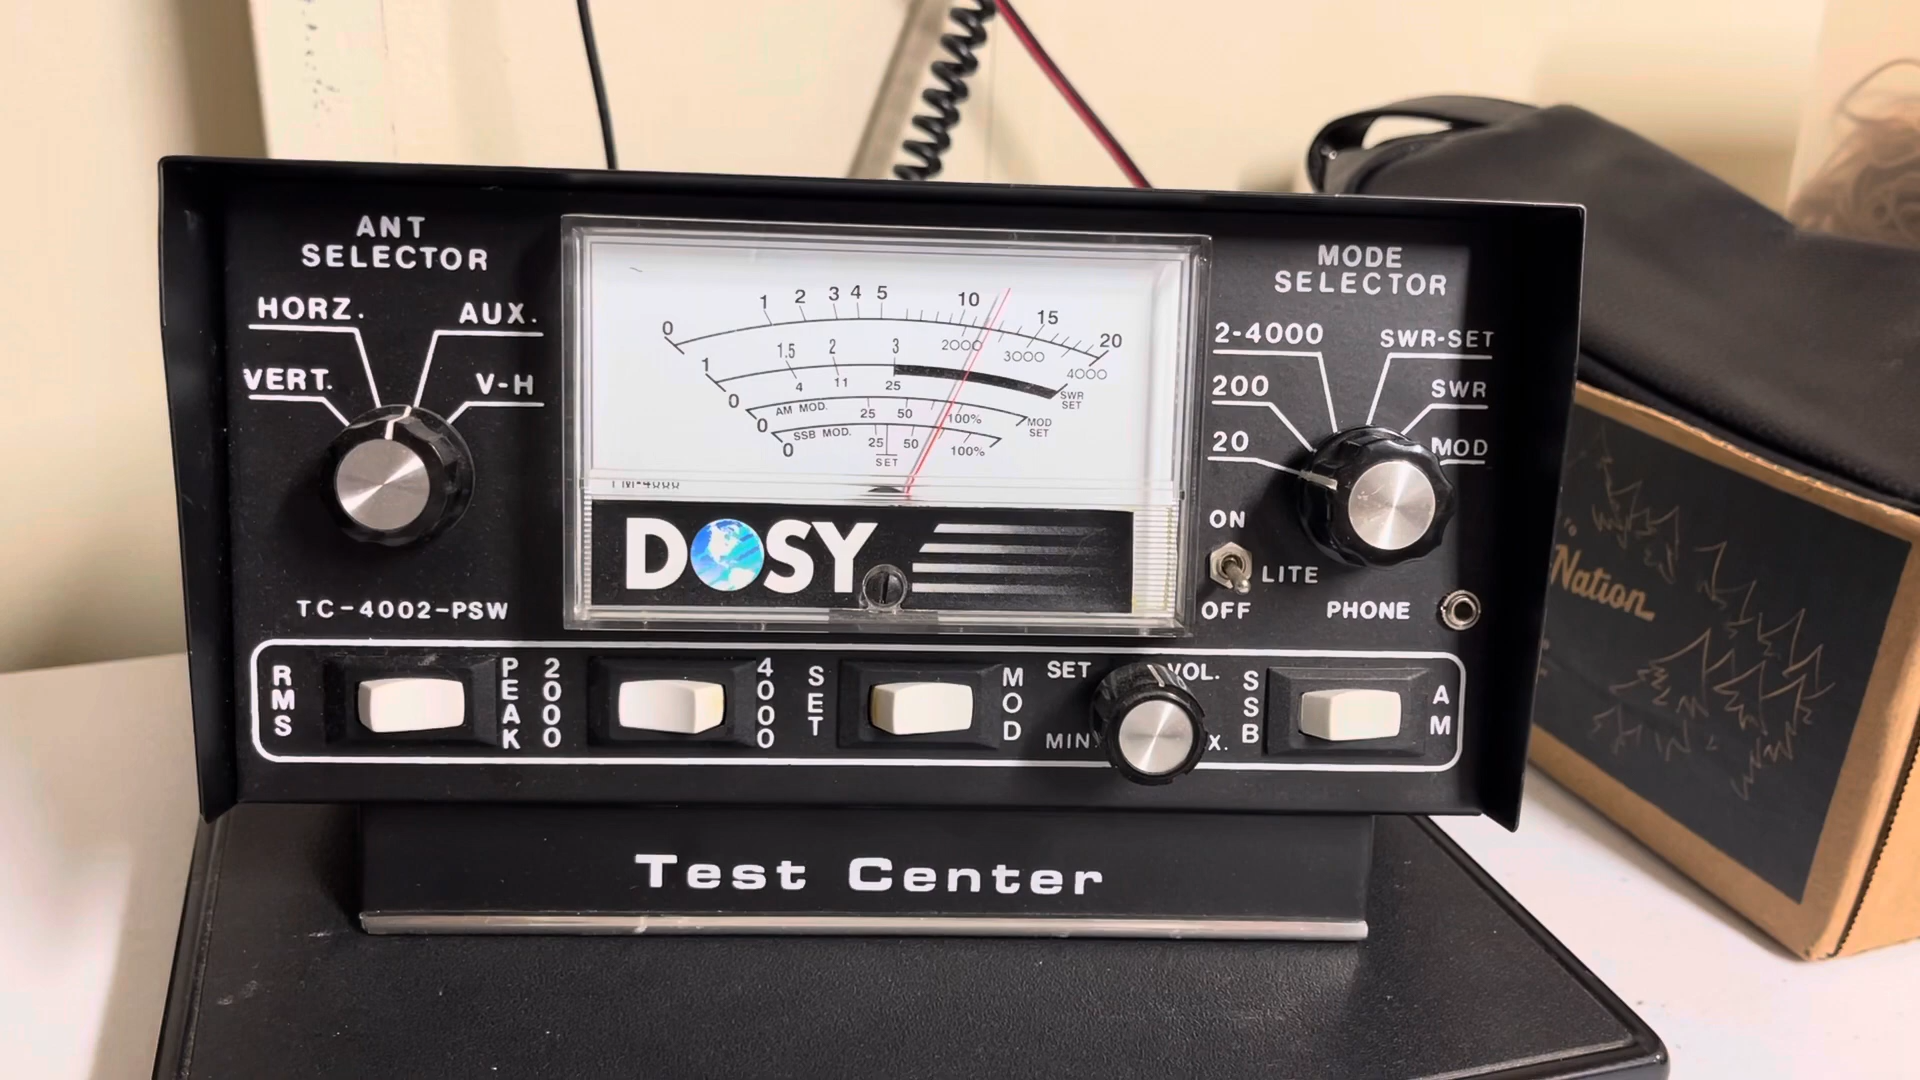 ANT
SELECTOR
HORZ.
AUX.
VERT.
V-H
TC-4002-PSW
0 1 2 3 4 5 10 15 20
2000 3000 4000
1 1.5 2 3
SWR
SET
4 11 25
0 AM MOD. 25 50 100%
MOD
SET
0 SSB MOD. 25 50 100%
0
SET
DOSY
MODE
SELECTOR
2-4000
SWR-SET
200
SWR
20
MOD
ON
LITE
OFF
PHONE
RMS
PEAK
2000
4000
SET
MOD
SET
VOL.
MIN
X.
SSB
AM
Test Center
Nation